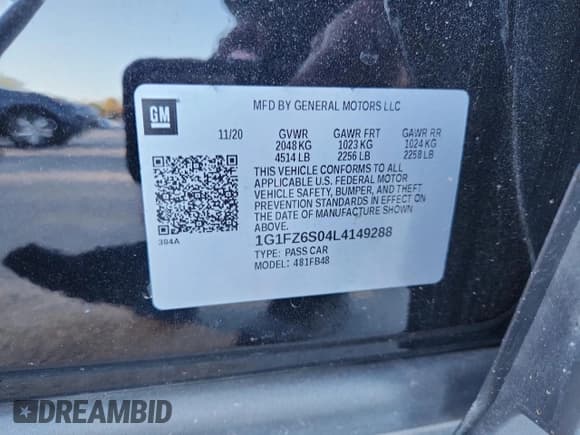 GM
MFD BY GENERAL MOTORS LLC
11/20 GVWR GAWR FRT GAWR RR
2048 KG 1023 KG 1024 KG
4514 LB 2256 LB 2258 LB
THIS VEHICLE CONFORMS TO ALL
APPLICABLE U.S. FEDERAL MOTOR
VEHICLE SAFETY, BUMPER, AND THEFT
PREVENTION STANDARDS IN EFFECT ON
THE DATE OF MANUFACTURE SHOWN
ABOVE.
384A
1G1FZ6S04L4149288
TYPE: PASS CAR
MODEL: 481FB48
DREAMBID